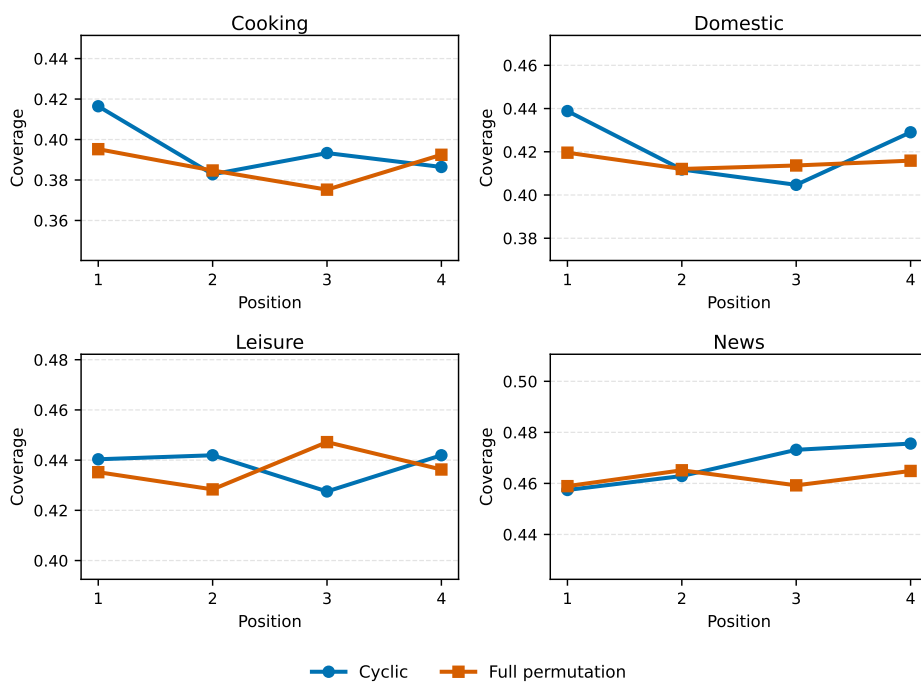 Cooking
0.44
0.42
0.40
0.38
0.36
Coverage
1 2 3 4
Position
Domestic
0.46
0.44
0.42
0.40
0.38
Coverage
1 2 3 4
Position
Leisure
0.48
0.46
0.44
0.42
0.40
Coverage
1 2 3 4
Position
News
0.50
0.48
0.46
0.44
Coverage
1 2 3 4
Position
Cyclic Full permutation